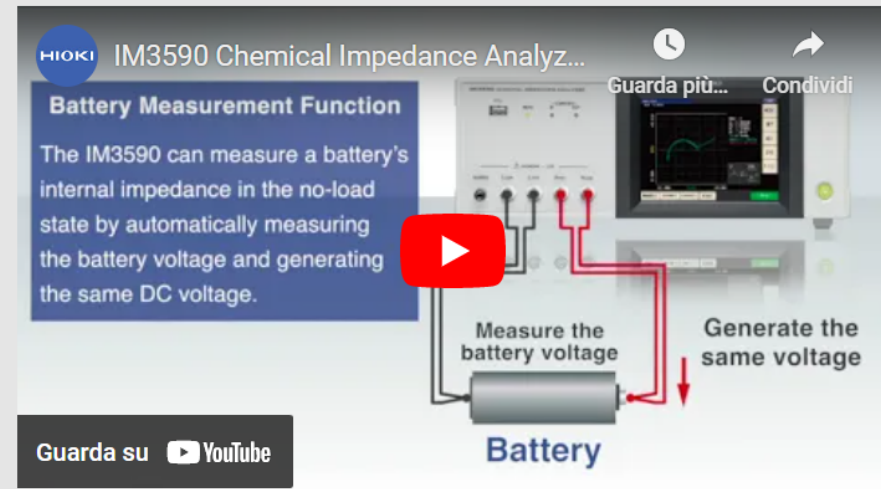 HIOKI
IM3590 Chemical Impedance Analyz...
Guarda più...
Condividi
Battery Measurement Function
The IM3590 can measure a battery's
internal impedance in the no-load
state by automatically measuring
the battery voltage and generating
the same DC voltage.
Measure the
battery voltage
Generate the
same voltage
Battery
Guarda su YouTube